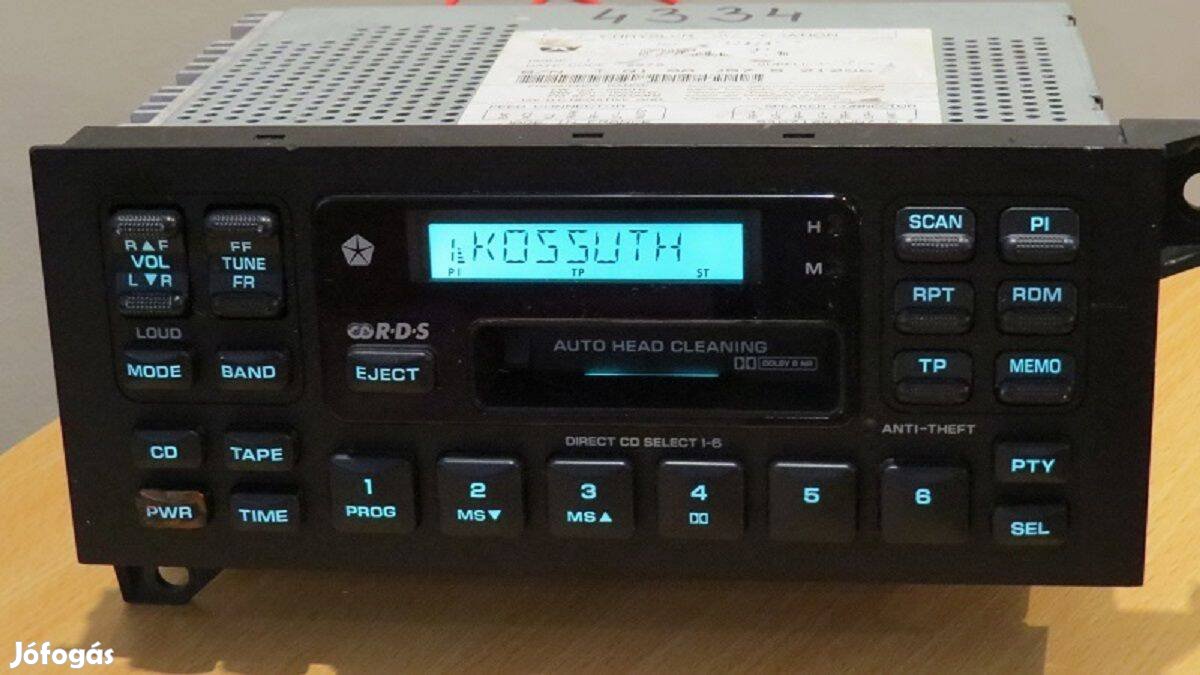 4334
R▲F
VOL
L▼R
FF
TUNE
FR
LOUD
MODE
BAND
KOSSUTH
PI
TP
ST
H
M
CD R·D·S
EJECT
AUTO HEAD CLEANING
DOLBY B NR
SCAN
PI
RPT
RDM
TP
MEMO
ANTI-THEFT
DIRECT CD SELECT 1-6
CD
TAPE
PWR
TIME
1
PROG
2
MS▼
3
MS▲
4
5
6
PTY
SEL
Jófogás